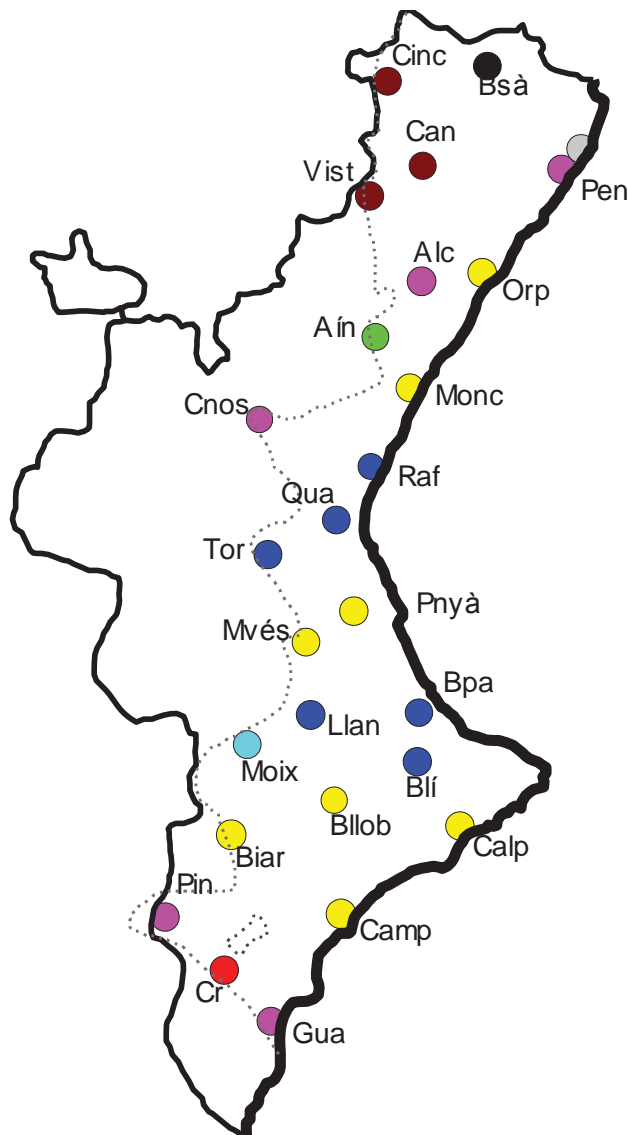 Cinc
Bsà
Can
Vist
Pen
Alc
Orp
Aín
Monc
Cnos
Raf
Qua
Tor
Pnyà
Mvés
Bpa
Llan
Moix
Blí
Bllob
Calp
Biar
Pin
Camp
Cr
Gua